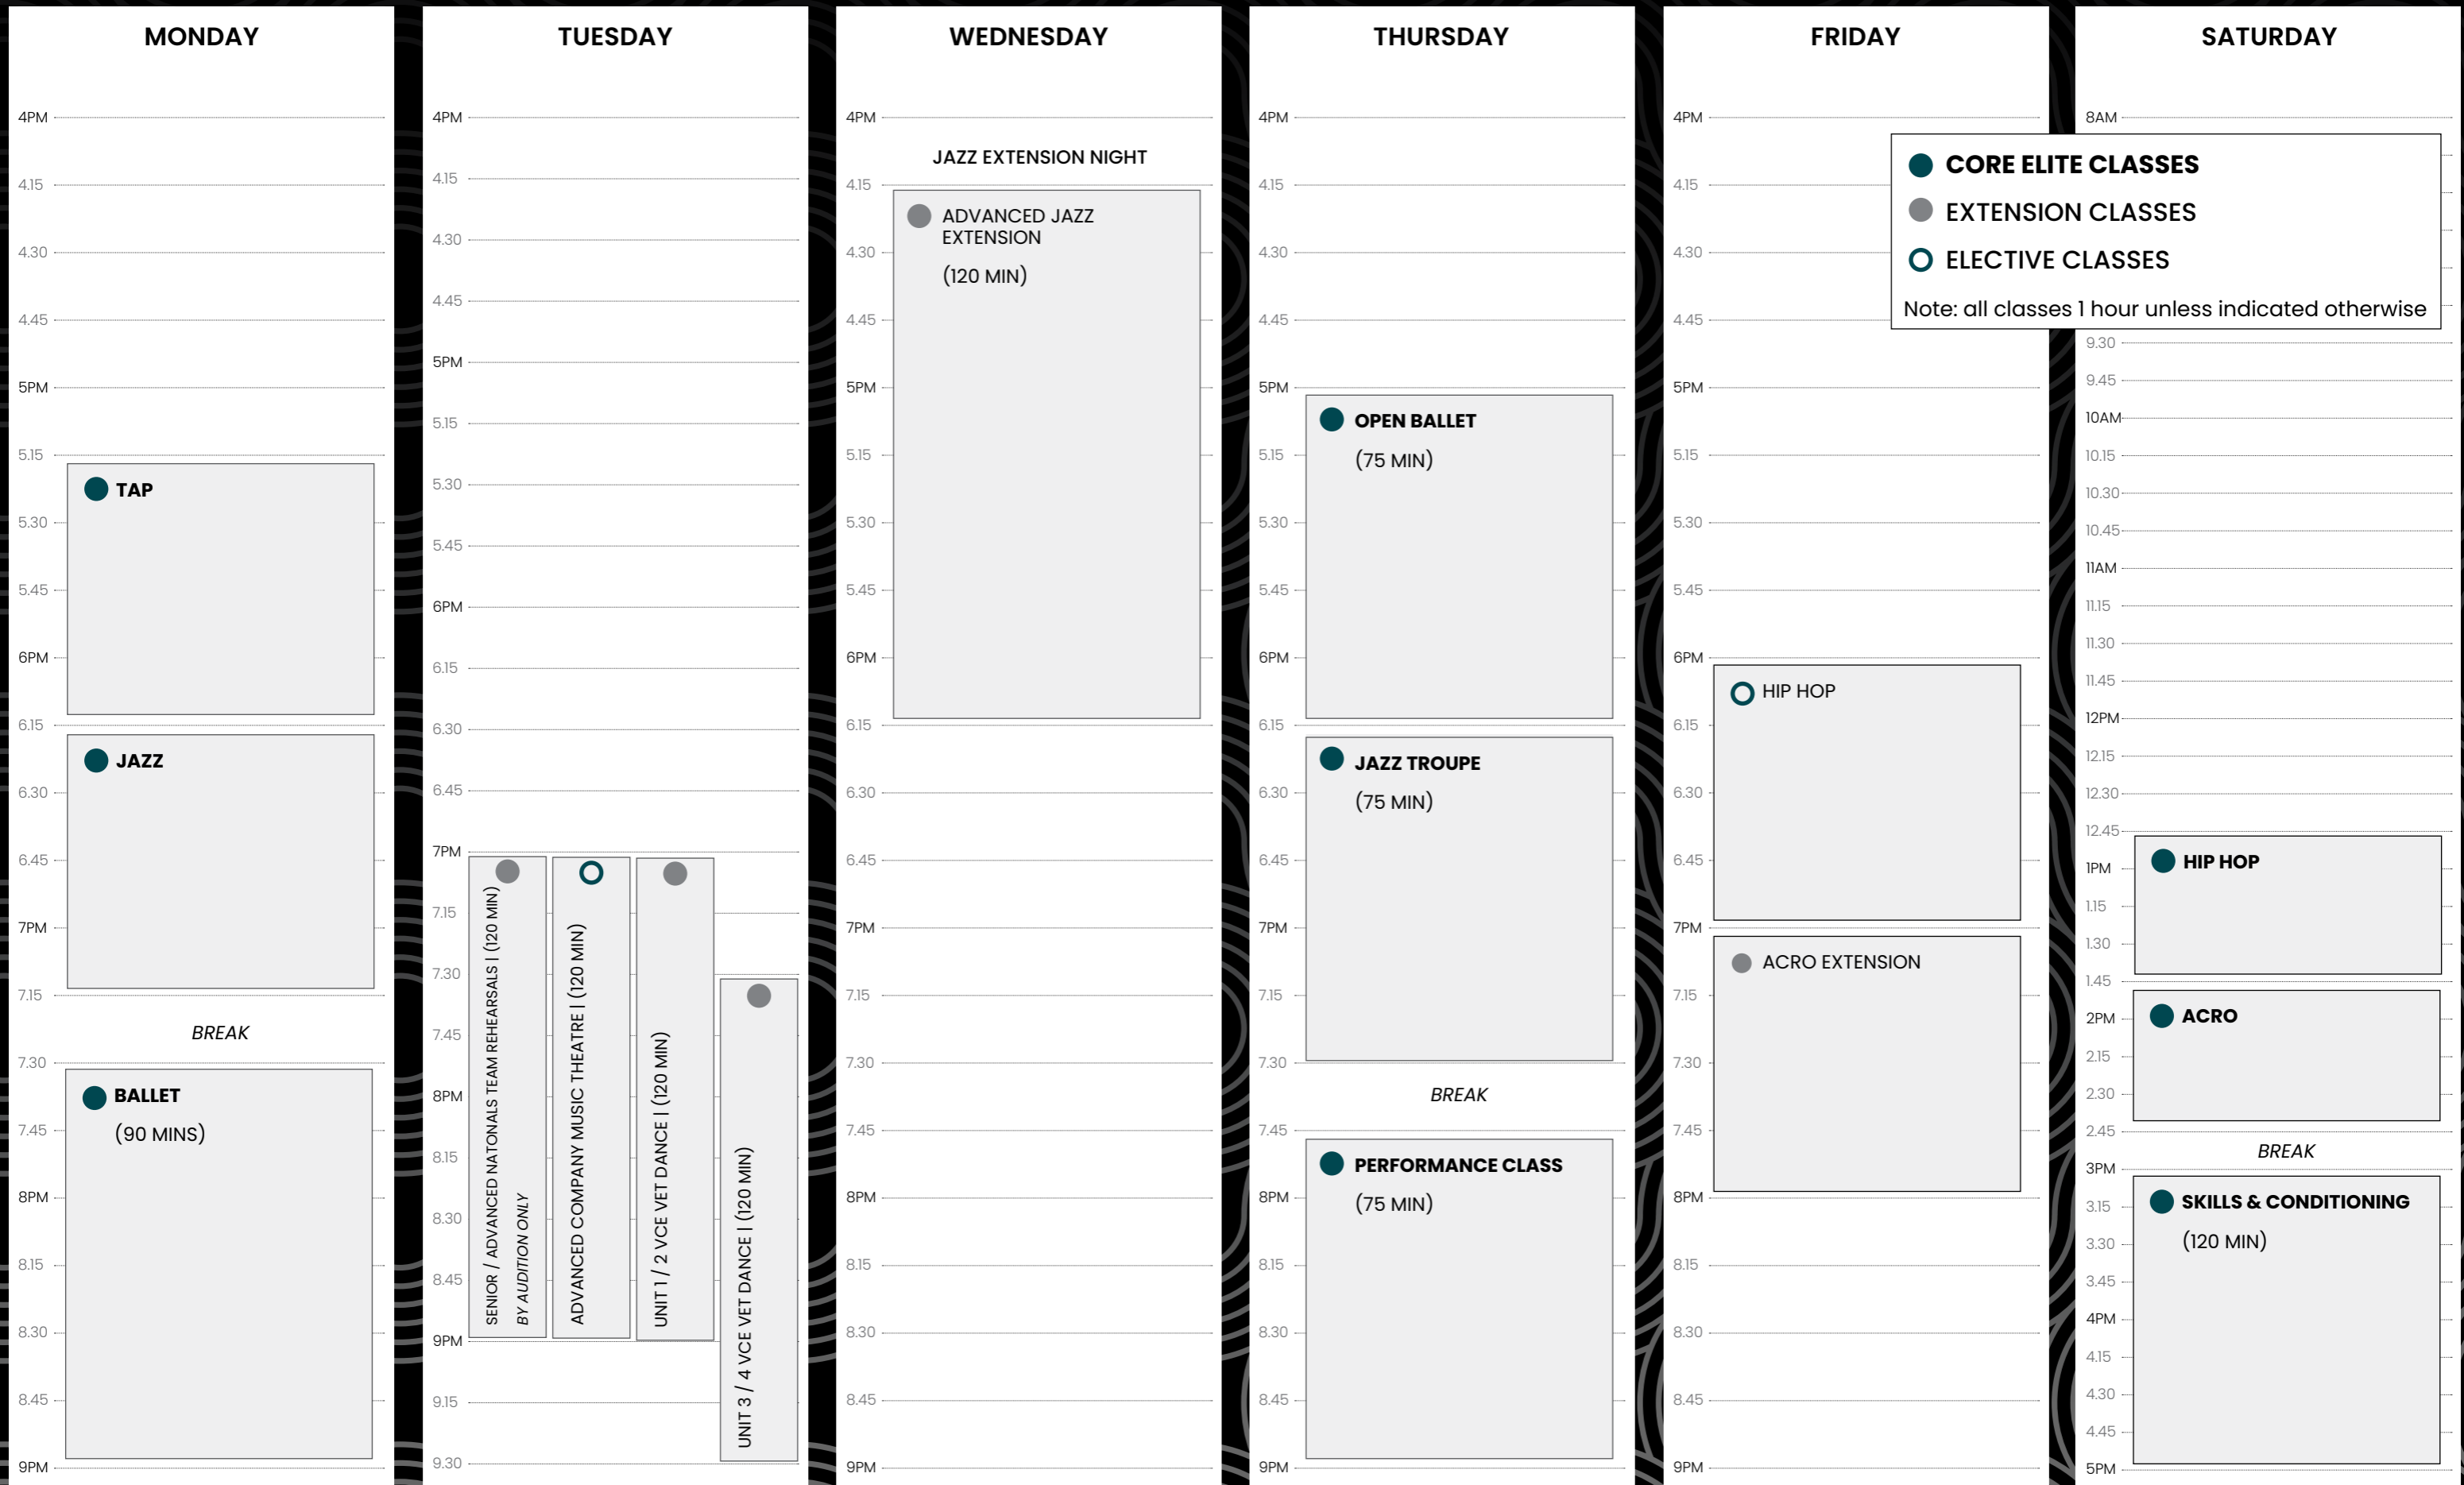 MONDAY
4PM
4.15
4.30
4.45
5PM
5.15
TAP
5.30
5.45
6PM
6.15
JAZZ
6.30
6.45
7PM
7.15
BREAK
7.30
BALLET
(90 MINS)
7.45
8PM
8.15
8.30
8.45
9PM
TUESDAY
4PM
4.15
4.30
4.45
5PM
5.15
5.30
5.45
6PM
6.15
6.30
6.45
7PM
7.15
7.30
7.45
8PM
8.15
8.30
8.45
9PM
9.15
9.30
SENIOR / ADVANCED NATONALS TEAM REHEARSALS | (120 MIN)
BY AUDITION ONLY
ADVANCED COMPANY MUSIC THEATRE | (120 MIN)
UNIT 1 / 2 VCE VET DANCE | (120 MIN)
UNIT 3 / 4 VCE VET DANCE | (120 MIN)
WEDNESDAY
4PM
JAZZ EXTENSION NIGHT
4.15
ADVANCED JAZZ
EXTENSION
4.30
(120 MIN)
4.45
5PM
5.15
5.30
5.45
6PM
6.15
6.30
6.45
7PM
7.15
7.30
7.45
8PM
8.15
8.30
8.45
9PM
THURSDAY
4PM
4.15
4.30
4.45
5PM
OPEN BALLET
5.15
(75 MIN)
5.30
5.45
6PM
6.15
JAZZ TROUPE
6.30
(75 MIN)
6.45
7PM
7.15
7.30
BREAK
7.45
PERFORMANCE CLASS
8PM
(75 MIN)
8.15
8.30
8.45
9PM
FRIDAY
4PM
4.15
4.30
4.45
5PM
5.15
5.30
5.45
6PM
HIP HOP
6.15
6.30
6.45
7PM
ACRO EXTENSION
7.15
7.30
7.45
8PM
8.15
8.30
8.45
9PM
SATURDAY
8AM
CORE ELITE CLASSES
EXTENSION CLASSES
ELECTIVE CLASSES
Note: all classes 1 hour unless indicated otherwise
9.30
9.45
10AM
10.15
10.30
10.45
11AM
11.15
11.30
11.45
12PM
12.15
12.30
12.45
HIP HOP
1PM
1.15
1.30
1.45
ACRO
2PM
2.15
2.30
2.45
BREAK
3PM
SKILLS & CONDITIONING
3.15
(120 MIN)
3.30
3.45
4PM
4.15
4.30
4.45
5PM